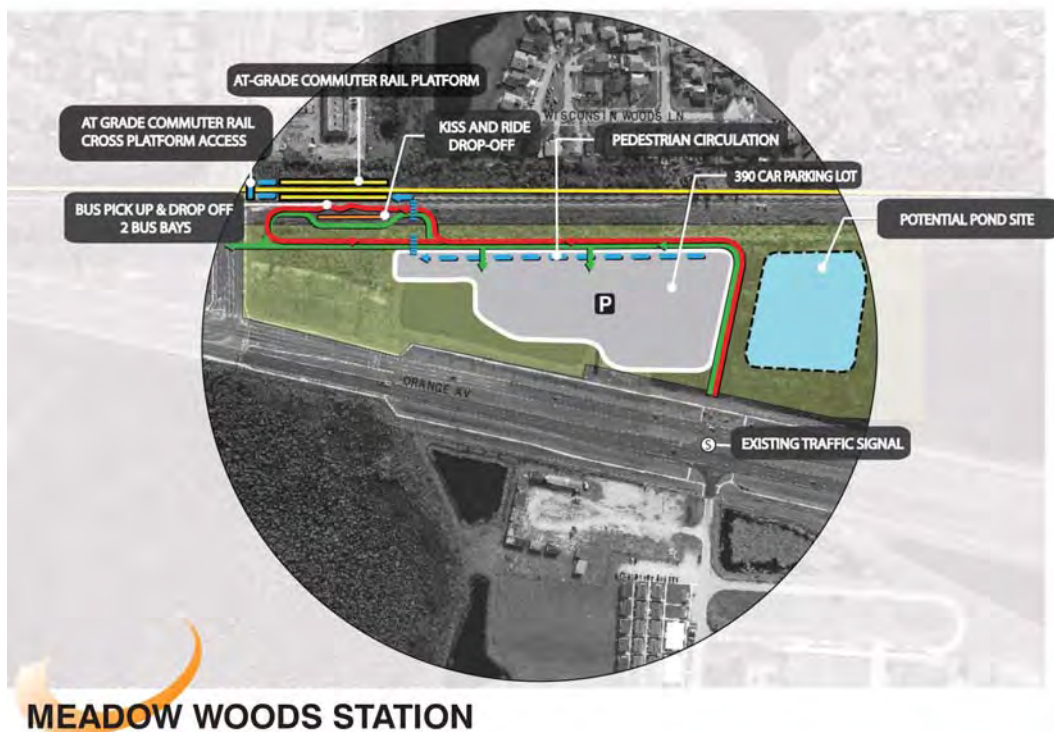 AT-GRADE COMMUTER RAIL PLATFORM
AT GRADE COMMUTER RAIL
CROSS PLATFORM ACCESS
KISS AND RIDE
DROP-OFF
WISCONSIN WOODS LN
PEDESTRIAN CIRCULATION
390 CAR PARKING LOT
BUS PICK UP & DROP OFF
2 BUS BAYS
POTENTIAL POND SITE
P
ORANGE AV
S
EXISTING TRAFFIC SIGNAL
MEADOW WOODS STATION